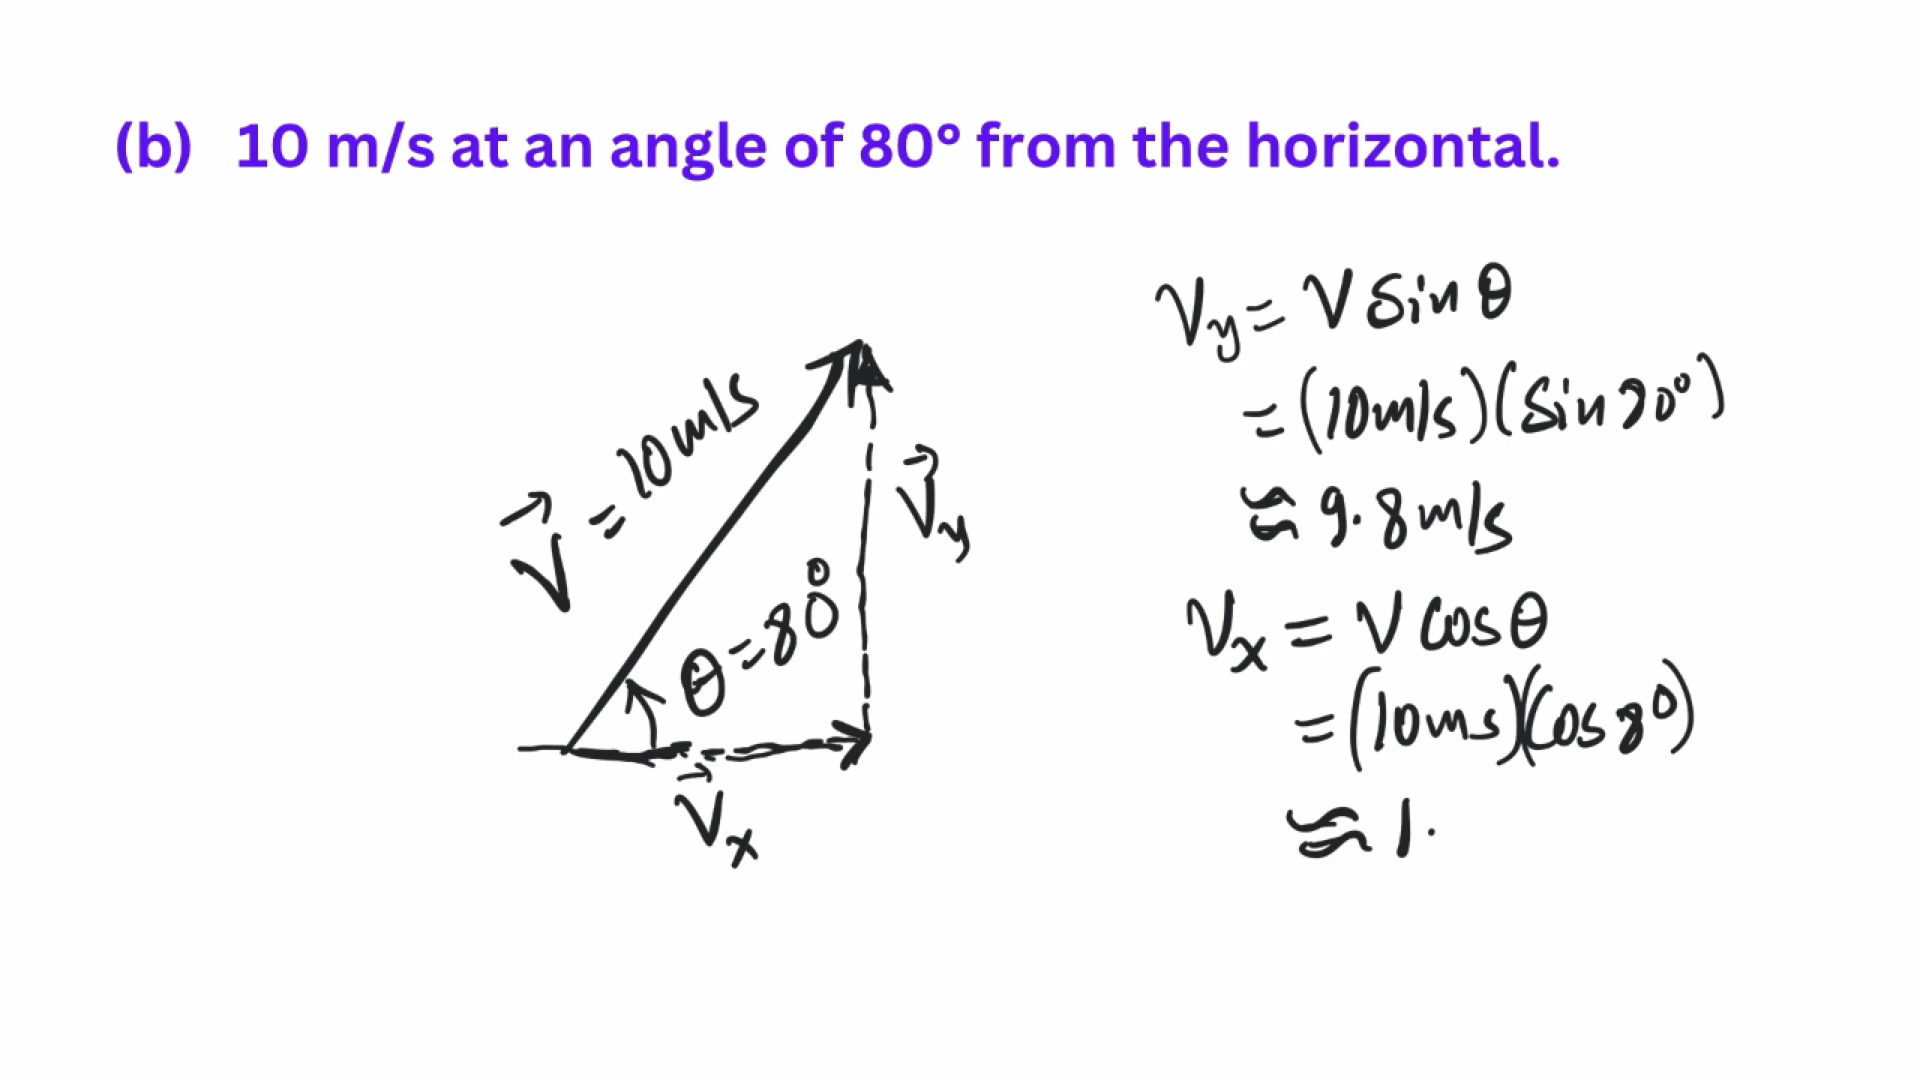 (b) 10 m/s at an angle of 80° from the horizontal.
V⃗ = 10 m/s
θ = 80°
V⃗y
V⃗x
Vy = V Sin θ
= (10 m/s)(Sin 80°)
≈ 9.8 m/s
Vx = V Cos θ
= (10 ms)(Cos 80)
≈ 1.